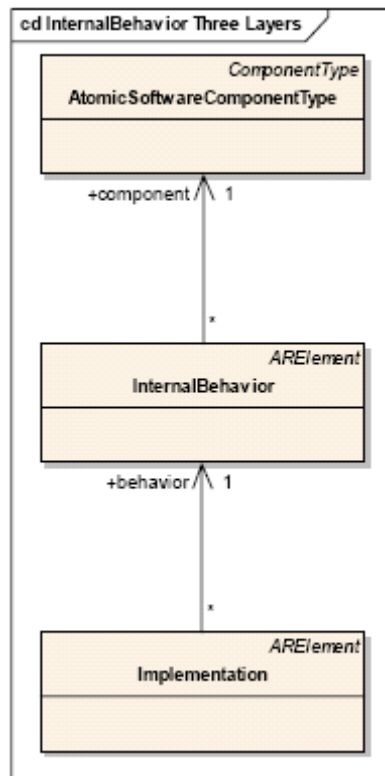 cd InternalBehavior Three Layers
ComponentType
AtomicSoftwareComponentType
+component 1
*
ARElement
InternalBehavior
+behavior 1
*
ARElement
Implementation